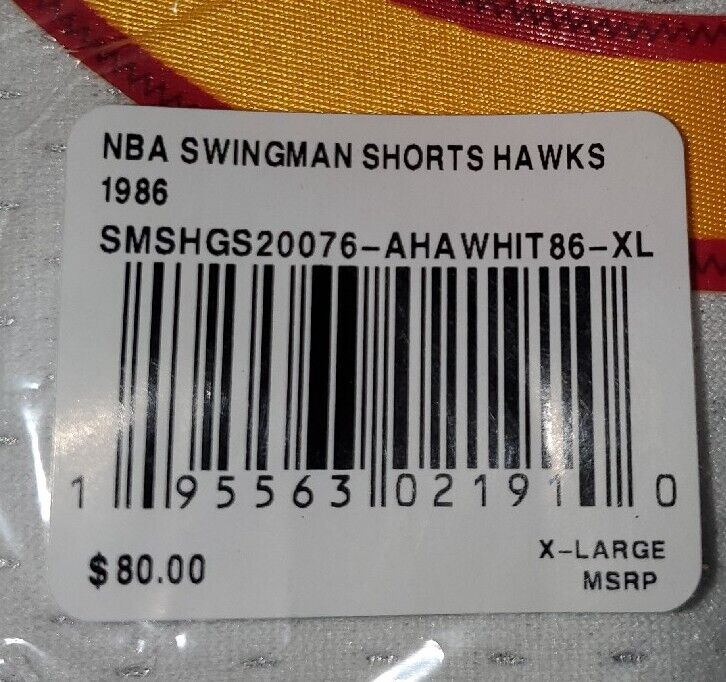 NBA SWINGMAN SHORTS HAWKS
1986
SMSHGS20076-AHAWHIT86-XL
1 95563 02191 0
$80.00
X-LARGE
MSRP